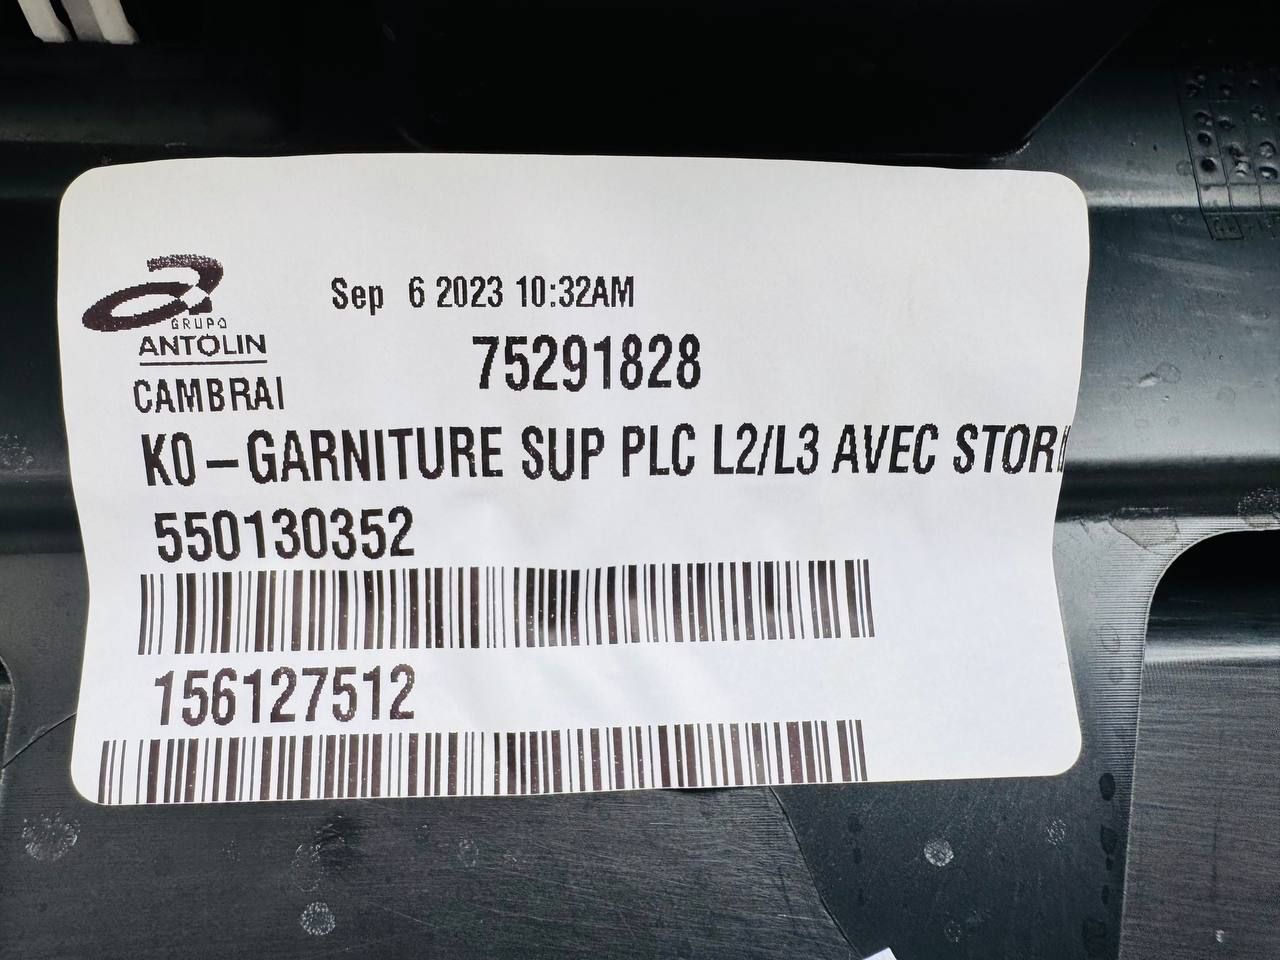 Sep 6 2023 10:32AM
GRUPO
ANTOLIN
75291828
CAMBRAI
K0-GARNITURE SUP PLC L2/L3 AVEC STOR
550130352
156127512